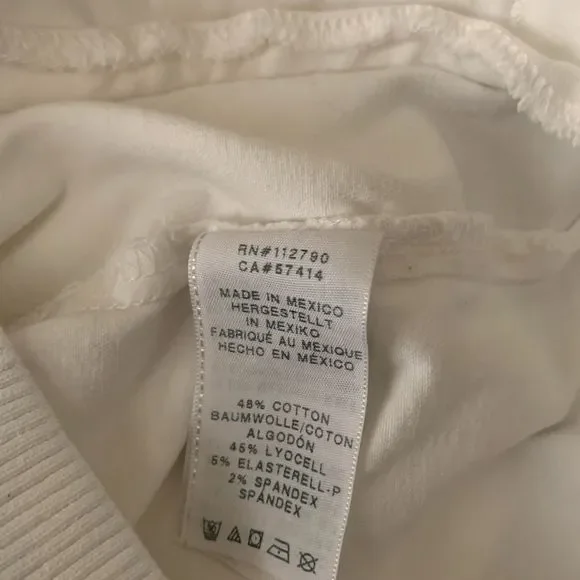 RN#112790
CA#57414
MADE IN MEXICO
HERGESTELLT
IN MEXIKO
FABRIQUÉ AU MEXIQUE
HECHO EN MÉXICO
48% COTTON
BAUMWOLLE/COTON
ALGODÓN
45% LYOCELL
5% ELASTERELL-P
2% SPANDEX
SPANDEX